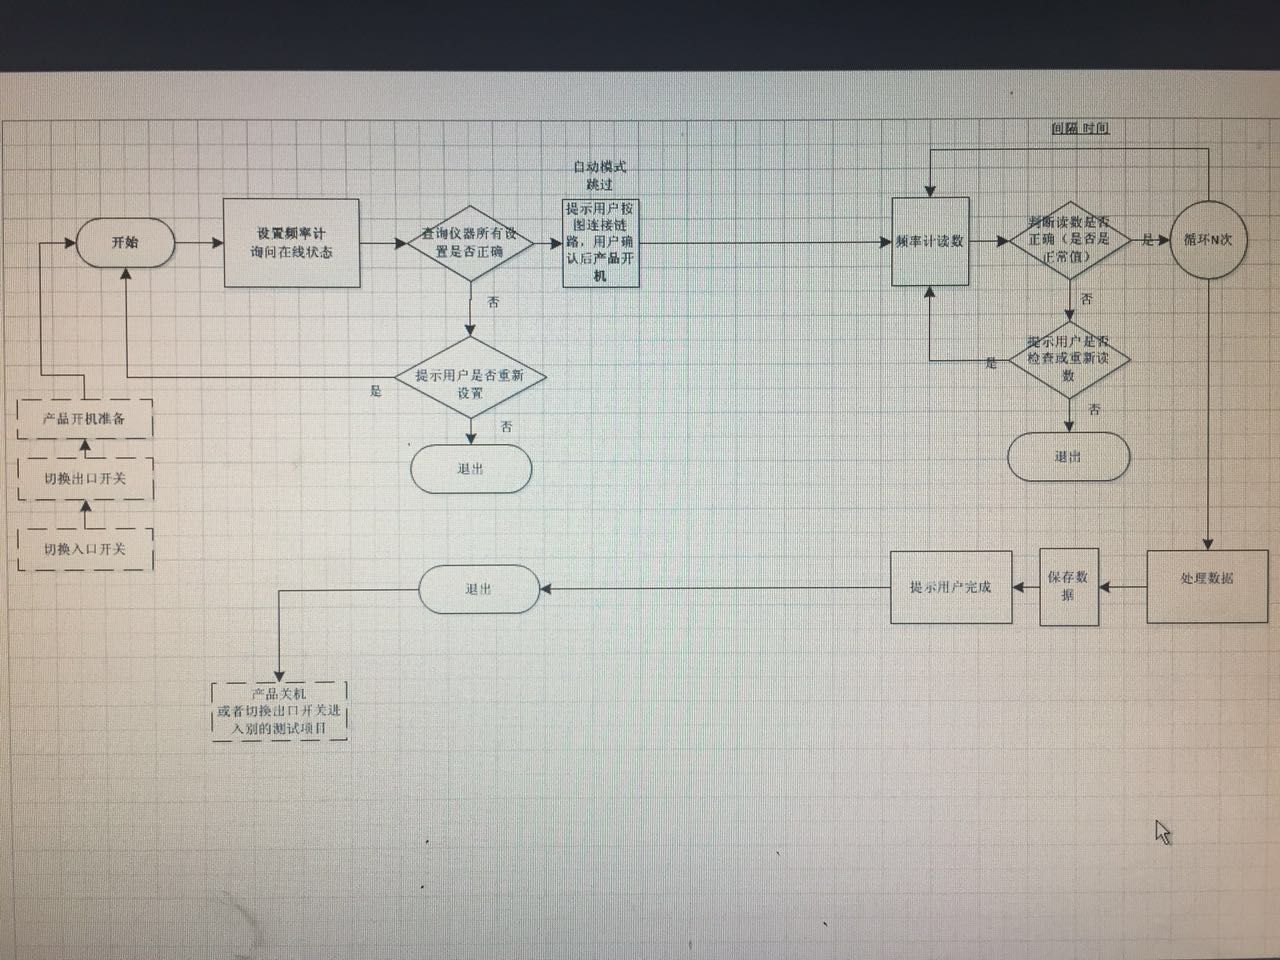 间隔 时间
自动模式
跳过
开始
设置频率计
询问在线状态
查询仪器所有设
置是否正确
提示用户按
图连接链
路，用户确
认后产品开
机
频率计读数
判断读数是否
正确（是否是
正常值）
是
循环N次
否
否
提示用户是否
检查或重新读
数
是
提示用户是否重新
设置
是
否
否
产品开机准备
退出
退出
切换出口开关
切换入口开关
退出
提示用户完成
保存数
据
处理数据
产品关机
或者切换出口开关进
入别的测试项目